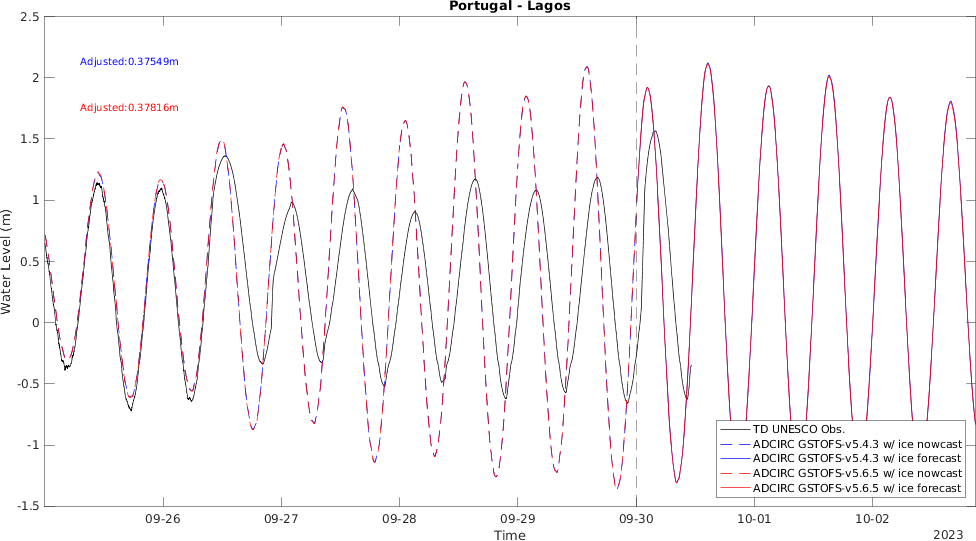 Portugal - Lagos
2.5
2
1.5
1
0.5
0
-0.5
-1
-1.5
Water Level (m)
Adjusted:0.37549m
Adjusted:0.37816m
TD UNESCO Obs.
ADCIRC GSTOFS-v5.4.3 w/ ice nowcast
ADCIRC GSTOFS-v5.4.3 w/ ice forecast
ADCIRC GSTOFS-v5.6.5 w/ ice nowcast
ADCIRC GSTOFS-v5.6.5 w/ ice forecast
09-26 09-27 09-28 09-29 09-30 10-01 10-02
Time
2023